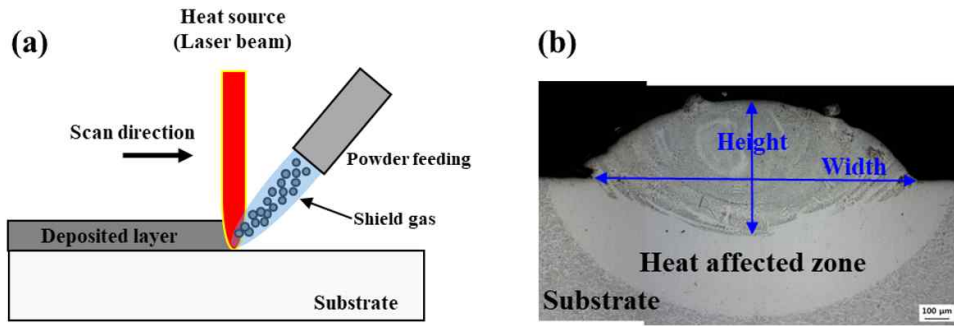 (a)
Heat source
(Laser beam)
Scan direction
Powder feeding
Shield gas
Deposited layer
Substrate
(b)
Height
Width
Heat affected zone
Substrate
100 μm